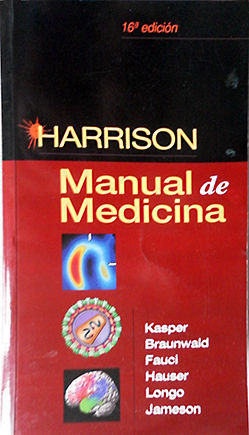 16ª edición
HARRISON
Manual de
Medicina
Kasper
Braunwald
Fauci
Hauser
Longo
Jameson